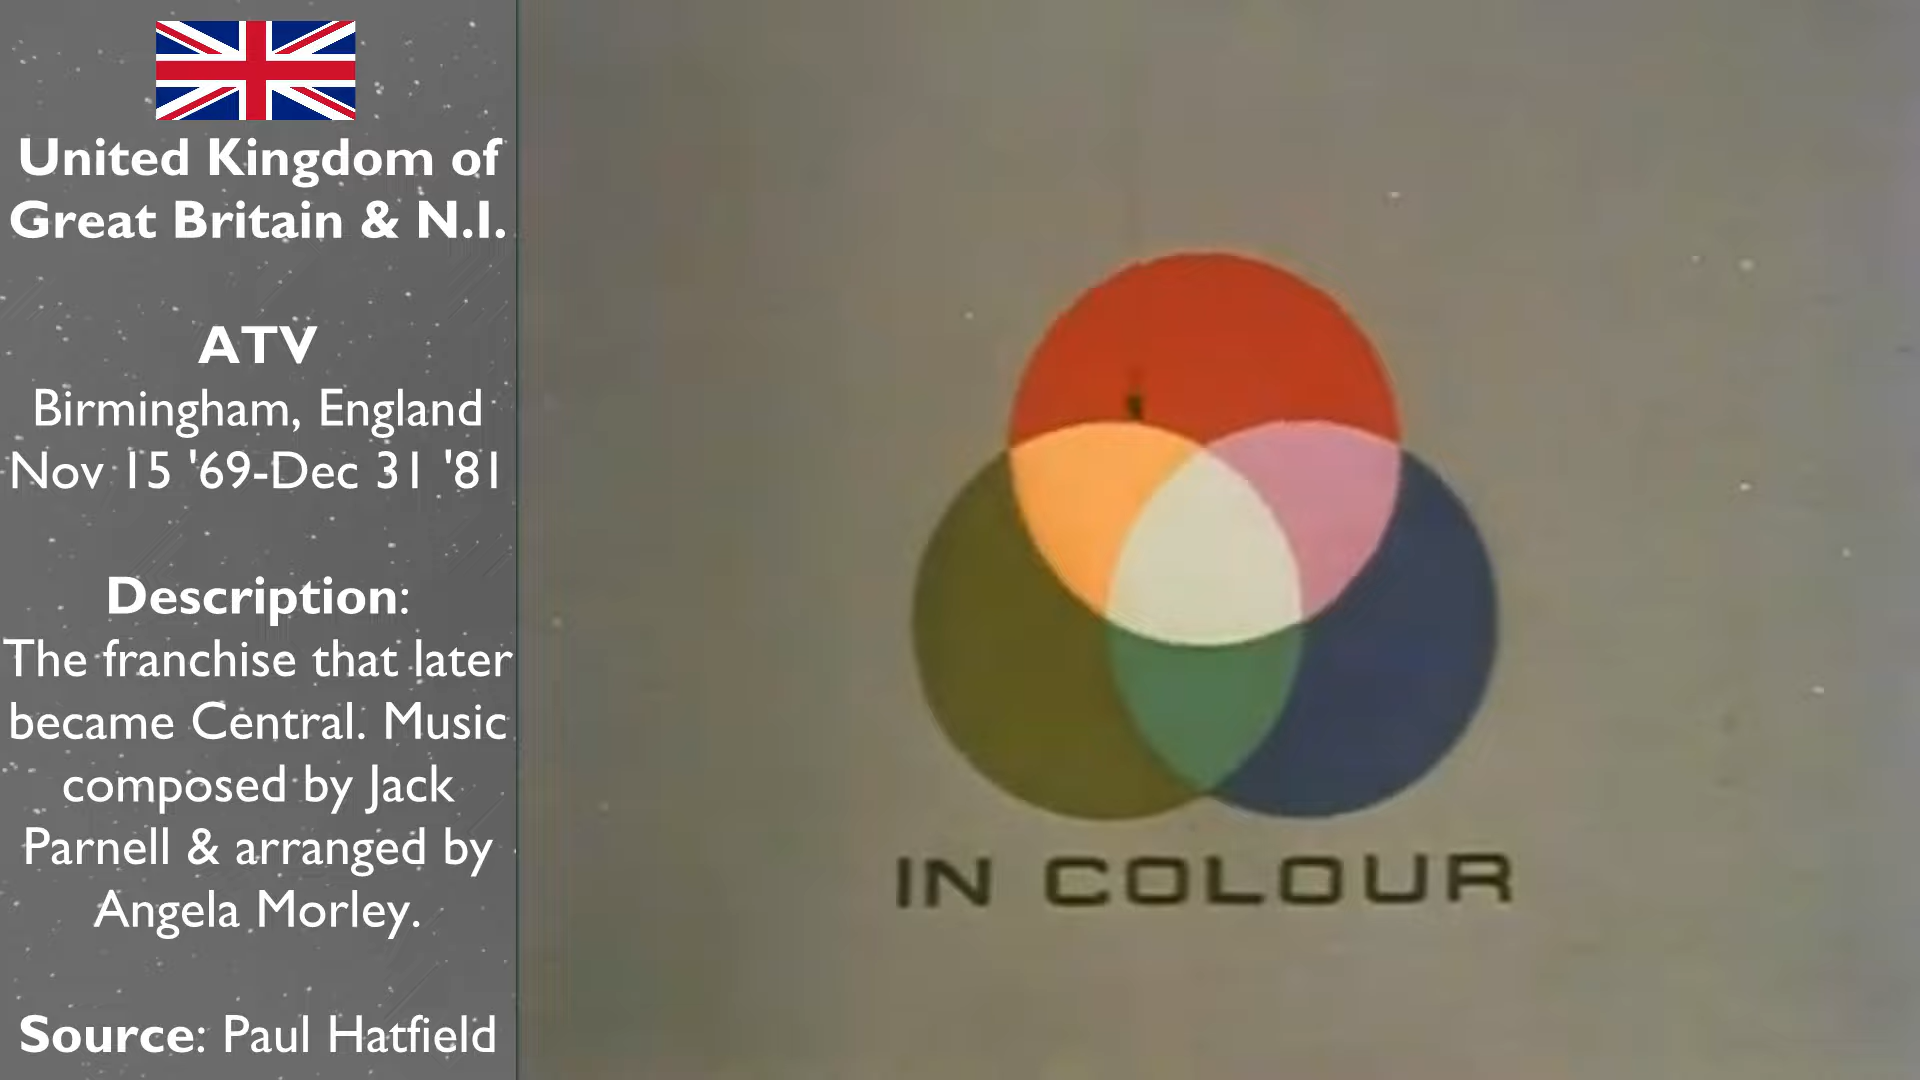 United Kingdom of
Great Britain & N.I.
ATV
Birmingham, England
Nov 15 '69-Dec 31 '81
Description:
The franchise that later
became Central. Music
composed by Jack
Parnell & arranged by
Angela Morley.
Source: Paul Hatfield
IN COLOUR